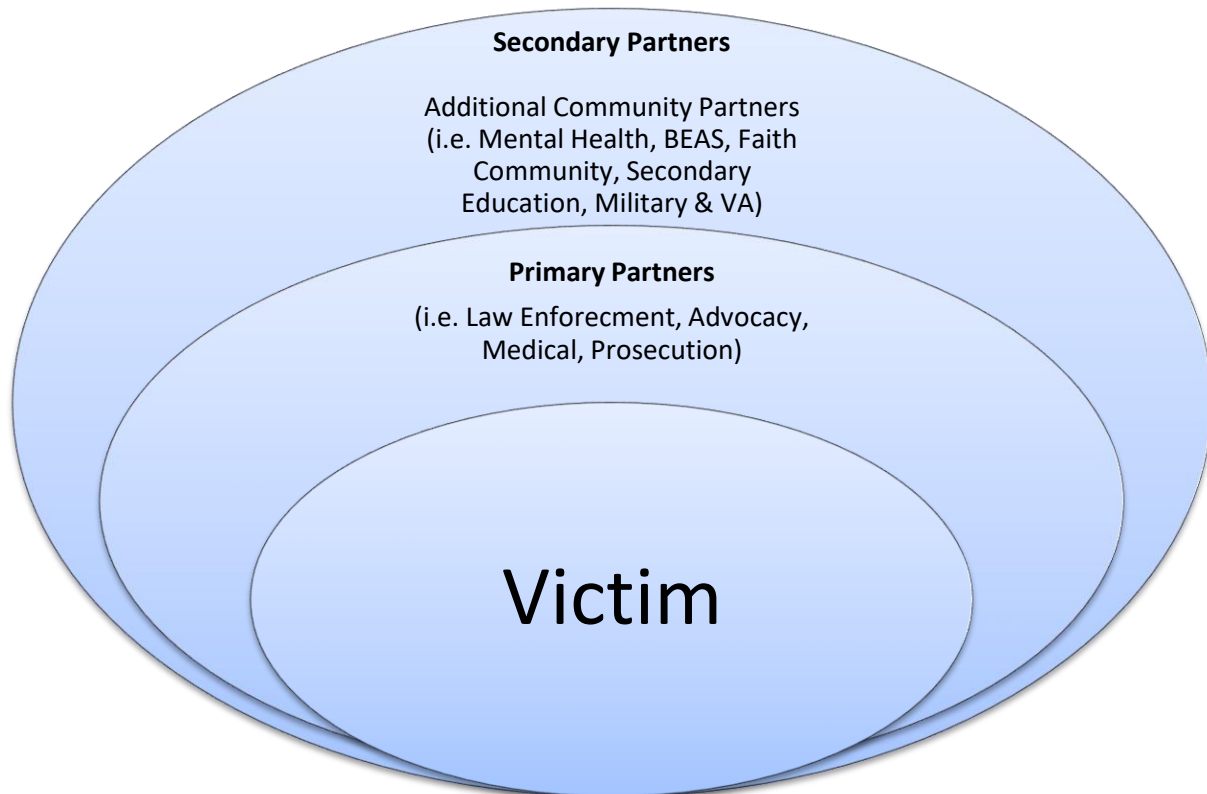 Secondary Partners
Additional Community Partners
(i.e. Mental Health, BEAS, Faith
Community, Secondary
Education, Military & VA)
Primary Partners
(i.e. Law Enforecment, Advocacy,
Medical, Prosecution)
Victim